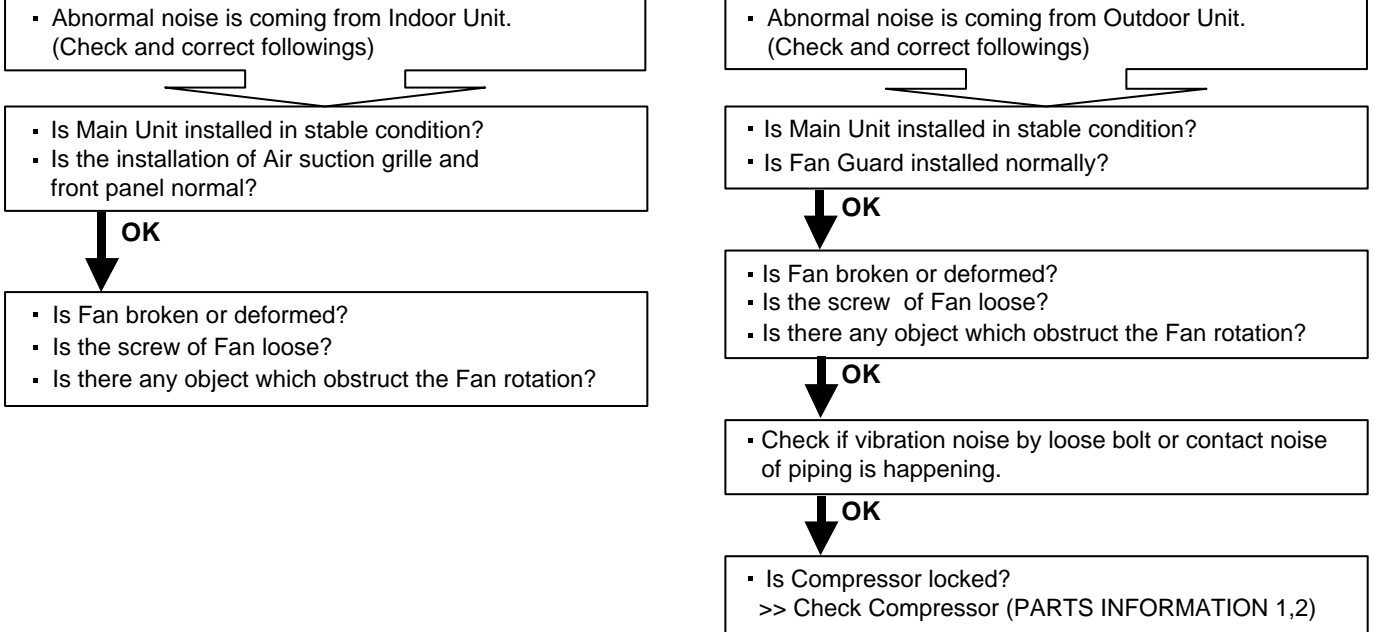 ▪ Abnormal noise is coming from Indoor Unit.
(Check and correct followings)
▪ Is Main Unit installed in stable condition?
▪ Is the installation of Air suction grille and
front panel normal?
OK
▪ Is Fan broken or deformed?
▪ Is the screw of Fan loose?
▪ Is there any object which obstruct the Fan rotation?
▪ Abnormal noise is coming from Outdoor Unit.
(Check and correct followings)
▪ Is Main Unit installed in stable condition?
▪ Is Fan Guard installed normally?
OK
▪ Is Fan broken or deformed?
▪ Is the screw of Fan loose?
▪ Is there any object which obstruct the Fan rotation?
OK
▪ Check if vibration noise by loose bolt or contact noise
of piping is happening.
OK
▪ Is Compressor locked?
>> Check Compressor (PARTS INFORMATION 1,2)